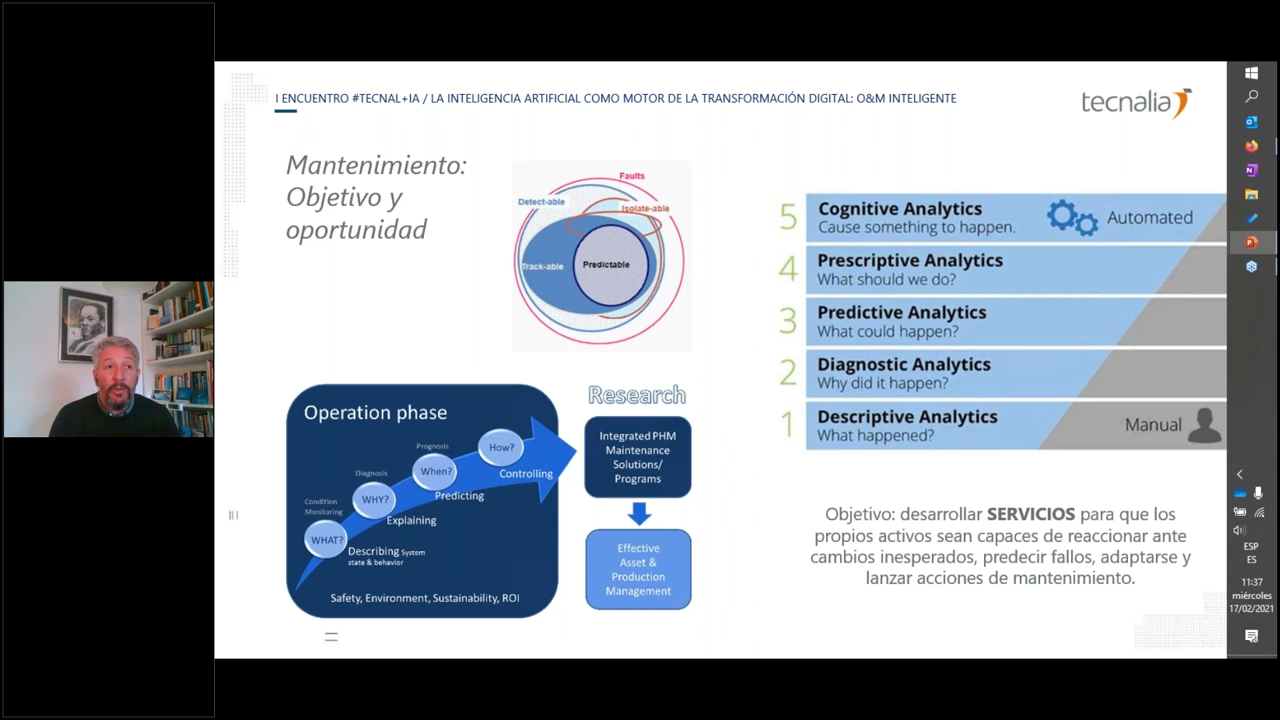 I ENCUENTRO #TECNAL+IA / LA INTELIGENCIA ARTIFICIAL COMO MOTOR DE LA TRANSFORMACIÓN DIGITAL: O&M INTELIGENTE
tecnalia
Mantenimiento:
Objetivo y
oportunidad
Faults
Detect-able
Isolate-able
Track-able
Predictable
5
Cognitive Analytics
Cause something to happen.
Automated
4
Prescriptive Analytics
What should we do?
3
Predictive Analytics
What could happen?
2
Diagnostic Analytics
Why did it happen?
1
Descriptive Analytics
What happened?
Manual
Operation phase
Condition
Monitoring
WHAT?
Describing System
state & behavior
Diagnosis
WHY?
Explaining
Prognosis
When?
Predicting
How?
Controlling
Safety, Environment, Sustainability, ROI
Research
Integrated PHM
Maintenance
Solutions/
Programs
Effective
Asset &
Production
Management
Objetivo: desarrollar SERVICIOS para que los
propios activos sean capaces de reaccionar ante
cambios inesperados, predecir fallos, adaptarse y
lanzar acciones de mantenimiento.
ESP
ES
11:37
miércoles
17/02/2021